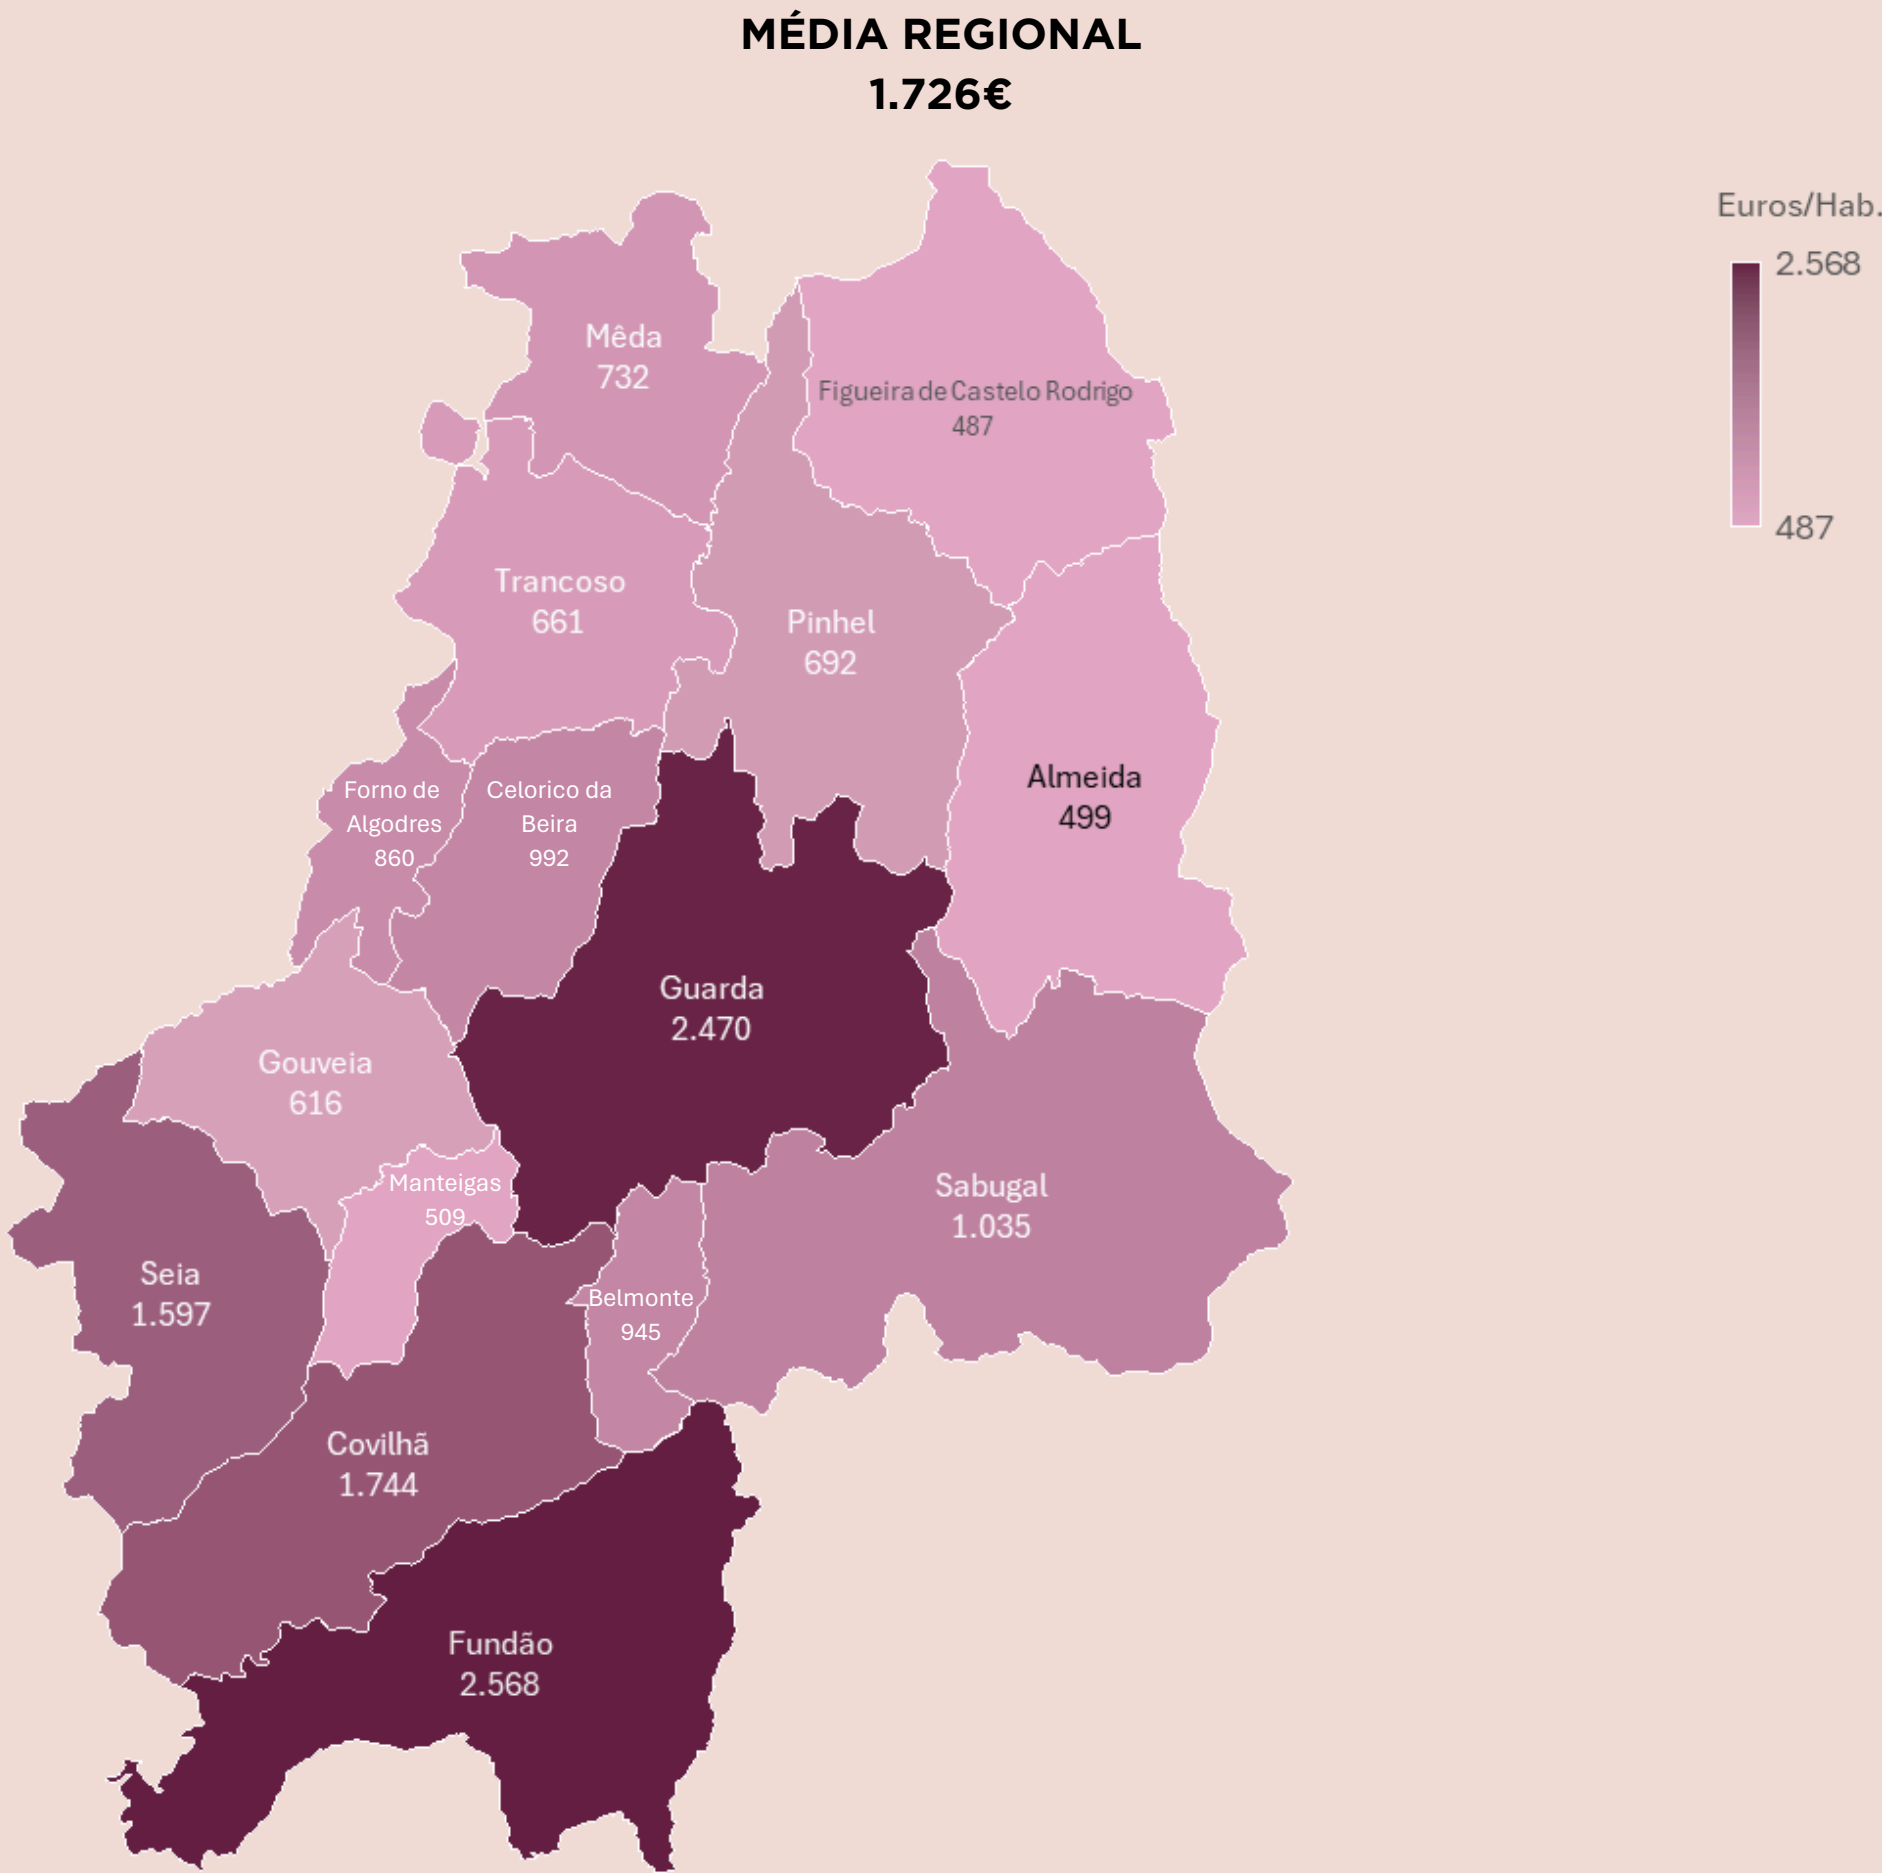 MÉDIA REGIONAL
1.726€
Euros/Hab.
2.568
487
Mêda
732
Figueira de Castelo Rodrigo
487
Trancoso
661
Pinhel
692
Almeida
499
Forno de
Algodres
860
Celorico da
Beira
992
Guarda
2.470
Gouveia
616
Manteigas
509
Sabugal
1.035
Seia
1.597
Belmonte
945
Covilhã
1.744
Fundão
2.568